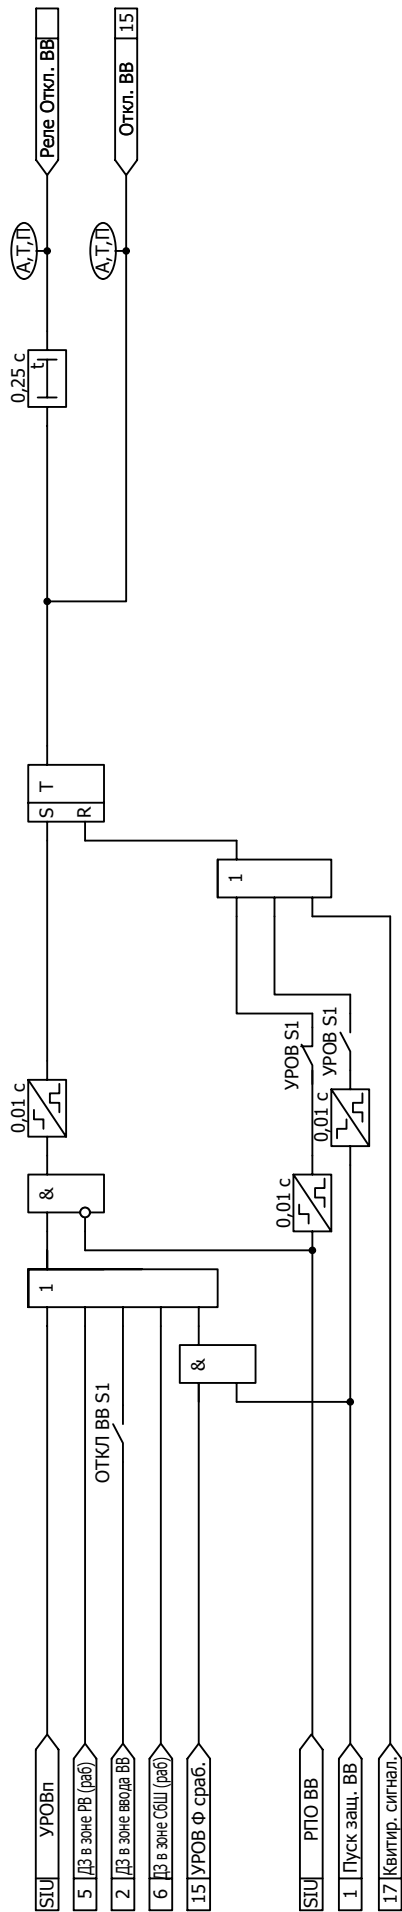 SIU УРОВп
5 ДЗ в зоне РВ (раб)
2 ДЗ в зоне ввода ВВ
6 ДЗ в зоне СбШ (раб)
15 УРОВ Ф сраб.
SIU РПО ВВ
1 Пуск защ. ВВ
17 Квитир. сигнал.
ОТКЛ ВВ S1
&
1
&
0,01 с
0,01 с
0,01 с
УРОВ S1
УРОВ S1
1
S T
R
0,25 с
t
А,Т,П
А,Т,П
Реле Откл. ВВ
Откл. ВВ 15